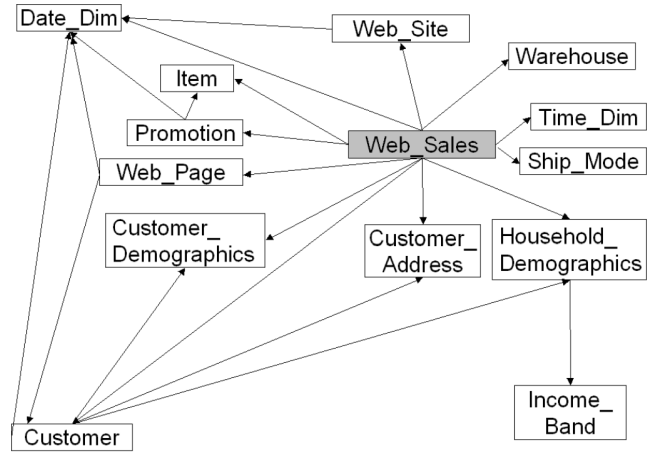 Date_Dim
Web_Site
Warehouse
Item
Time_Dim
Promotion
Web_Sales
Ship_Mode
Web_Page
Customer_
Demographics
Customer_
Address
Household_
Demographics
Income_
Band
Customer